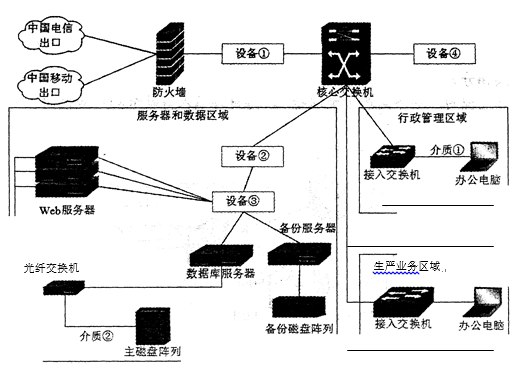 中国电信
出口
中国移动
出口
防火墙
设备①
核心交换机
设备④
服务器和数据区域
行政管理区域
设备②
介质①
接入交换机
办公电脑
设备③
Web服务器
备份服务器
数据库服务器
光纤交换机
生严业务区域
介质②
主磁盘阵列
备份磁盘阵列
接入交换机
办公电脑